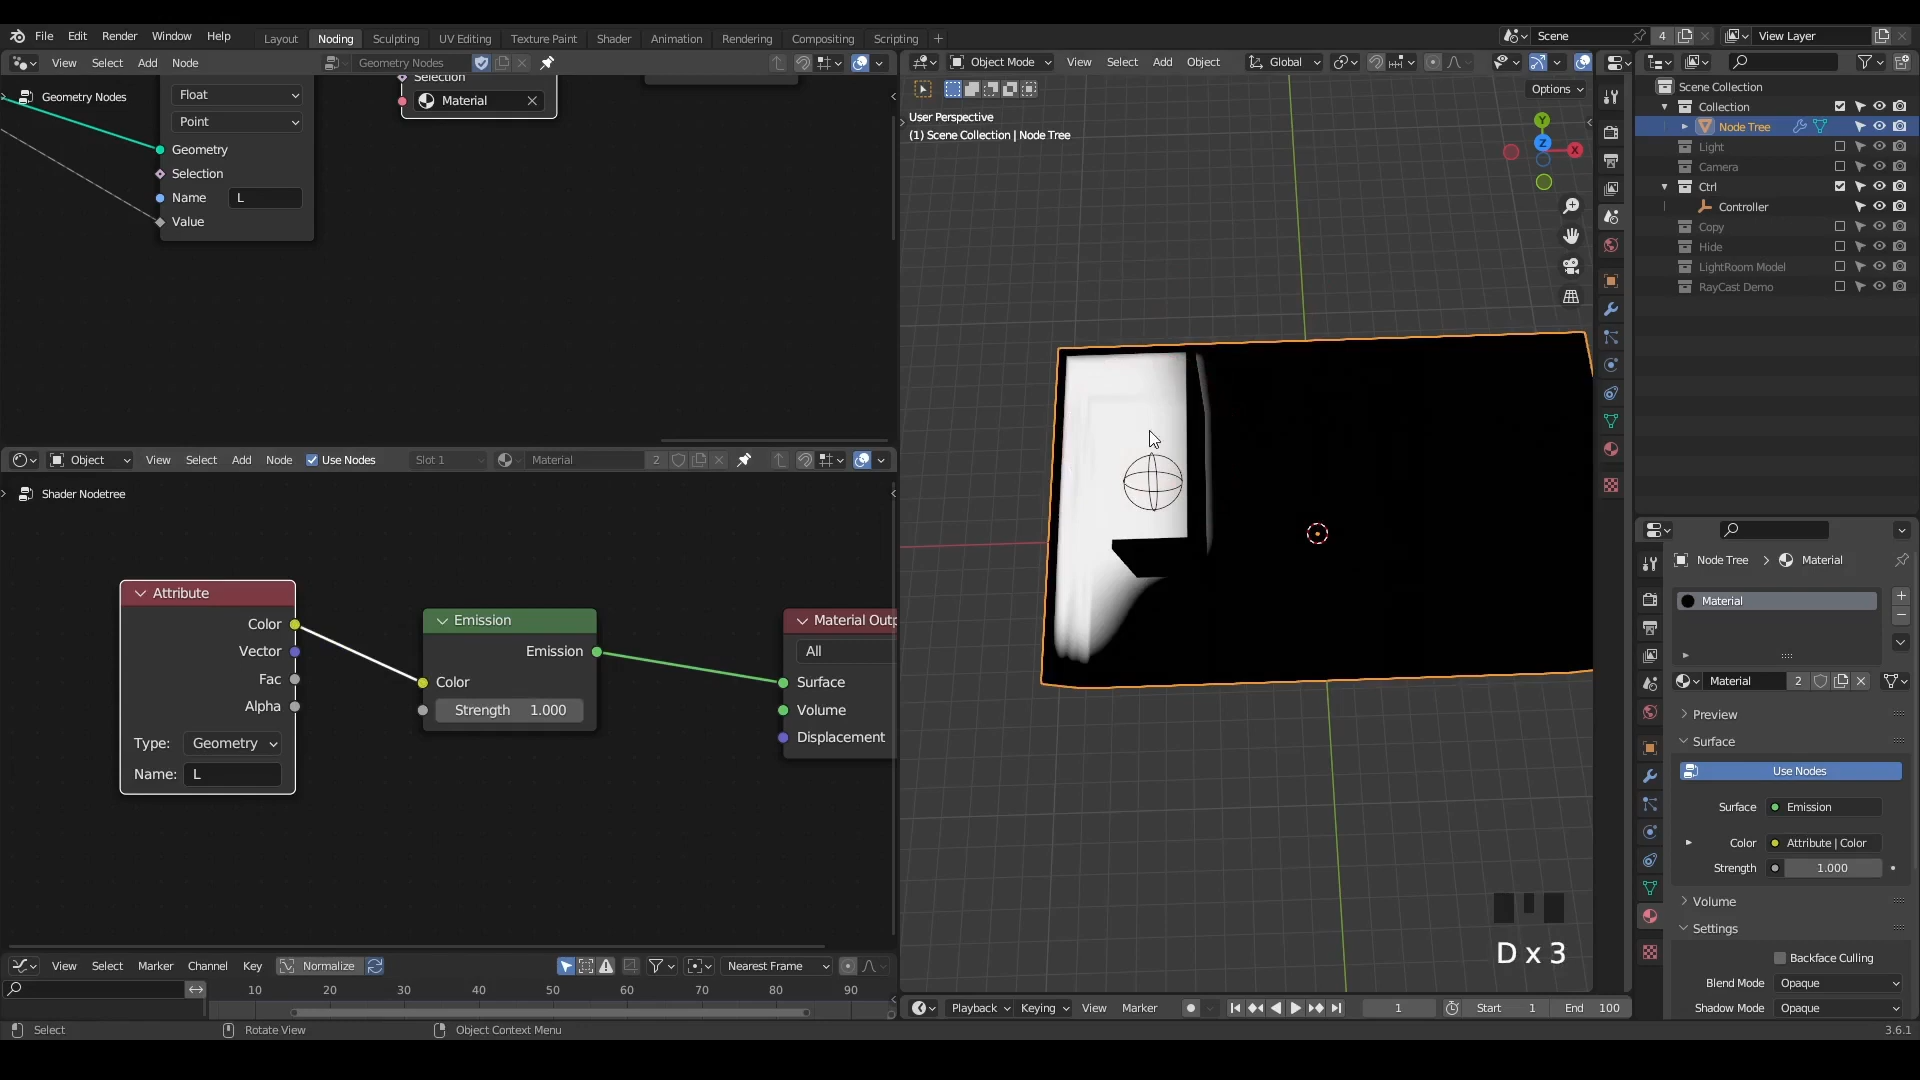 File Edit Render Window Help
Layout Noding Sculpting UV Editing Texture Paint Shader Animation Rendering Compositing Scripting +
Scene 4 View Layer
View Select Add Node Geometry Nodes
Object Mode View Select Add Object Global
Options
Geometry Nodes
Float
Point
Geometry
Selection
Name L
Value
Selection
Material
User Perspective
(1) Scene Collection | Node Tree
Y
Z
X
Scene Collection
Collection
Node Tree
Light
Camera
Ctrl
Controller
Copy
Hide
LightRoom Model
RayCast Demo
Object View Select Add Node Use Nodes Slot 1 Material 2
Shader Nodetree
Attribute
Color
Vector
Fac
Alpha
Type: Geometry
Name: L
Emission
Emission
Color
Strength 1.000
Material Outp
All
Surface
Volume
Displacement
D x 3
Node Tree > Material
Material
Material 2
Preview
Surface
Use Nodes
Surface Emission
Color Attribute | Color
Strength 1.000
Volume
Settings
Backface Culling
Blend Mode Opaque
Shadow Mode Opaque
View Select Marker Channel Key Normalize Nearest Frame
10 20 30 40 50 60 70 80 90
Playback Keying View Marker 1 Start 1 End 100
Select Rotate View Object Context Menu 3.6.1